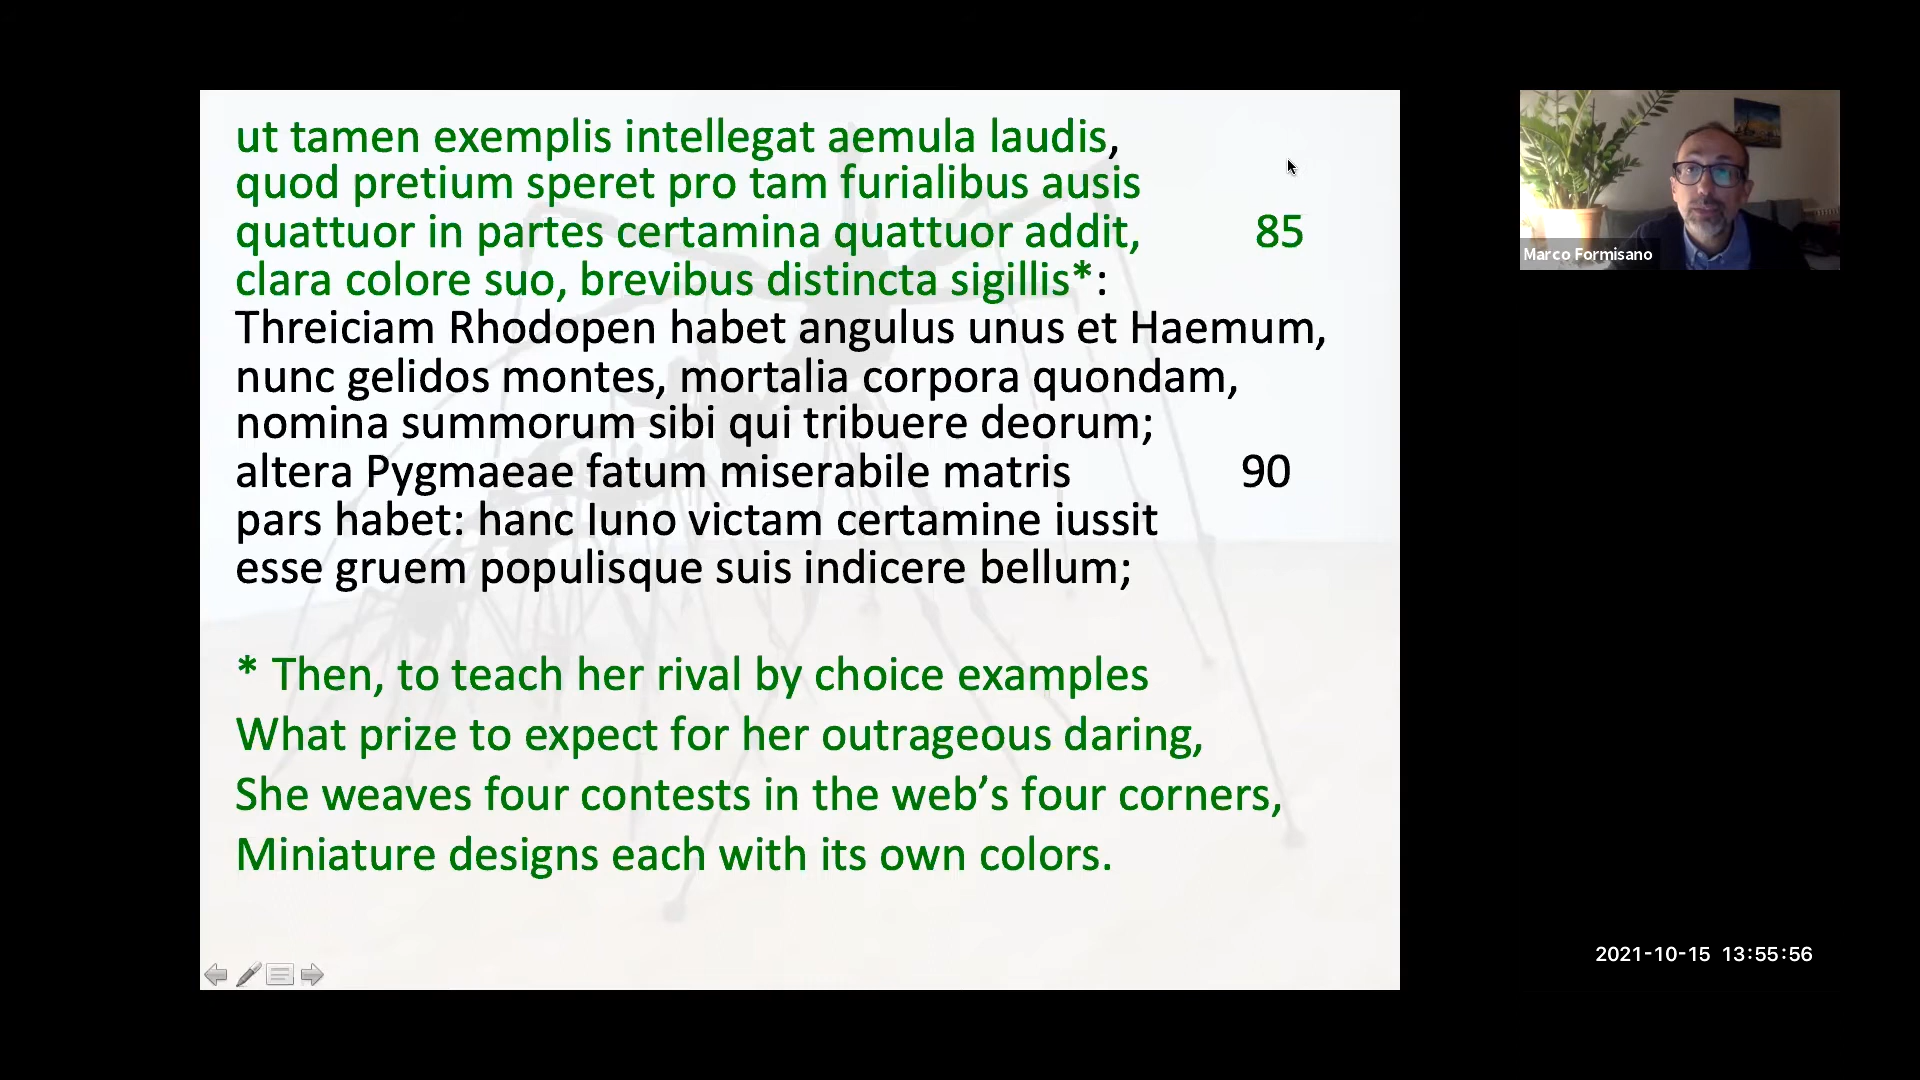 ut tamen exemplis intellegat aemula laudis,
quod pretium speret pro tam furialibus ausis
quattuor in partes certamina quattuor addit, 85
clara colore suo, brevibus distincta sigillis*:
Threiciam Rhodopen habet angulus unus et Haemum,
nunc gelidos montes, mortalia corpora quondam,
nomina summorum sibi qui tribuere deorum;
altera Pygmaeae fatum miserabile matris 90
pars habet: hanc Iuno victam certamine iussit
esse gruem populisque suis indicere bellum;
* Then, to teach her rival by choice examples
What prize to expect for her outrageous daring,
She weaves four contests in the web’s four corners,
Miniature designs each with its own colors.
Marco Formisano
2021-10-15 13:55:56